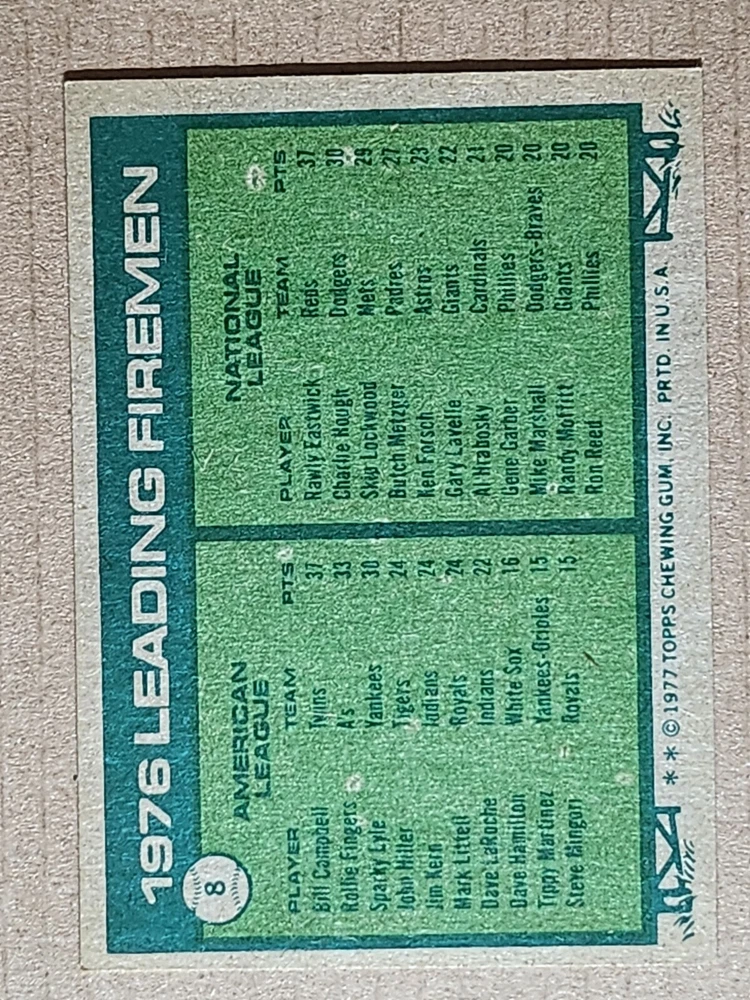 8
1976 LEADING FIREMEN
AMERICAN
LEAGUE
PLAYER TEAM PTS
Bill Campbell Twins 37
Rollie Fingers A's 33
Sparky Lyle Yankees 30
John Hiller Tigers 24
Jim Kern Indians 24
Mark Littell Royals 24
Dave LaRoche Indians 22
Dave Hamilton White Sox 16
Tippy Martinez Yankees-Orioles 15
Steve Mingori Royals 15
NATIONAL
LEAGUE
PLAYER TEAM PTS
Rawly Eastwick Reds 37
Charlie Hough Dodgers 30
Skip Lockwood Mets 29
Butch Metzger Padres 27
Ken Forsch Astros 23
Gary Lavelle Giants 22
Al Hrabosky Cardinals 21
Gene Garber Phillies 20
Mike Marshall Dodgers-Braves 20
Randy Moffitt Giants 20
Ron Reed Phillies 20
* * © 1977 TOPPS CHEWING GUM, INC. PRTD. IN U.S.A.